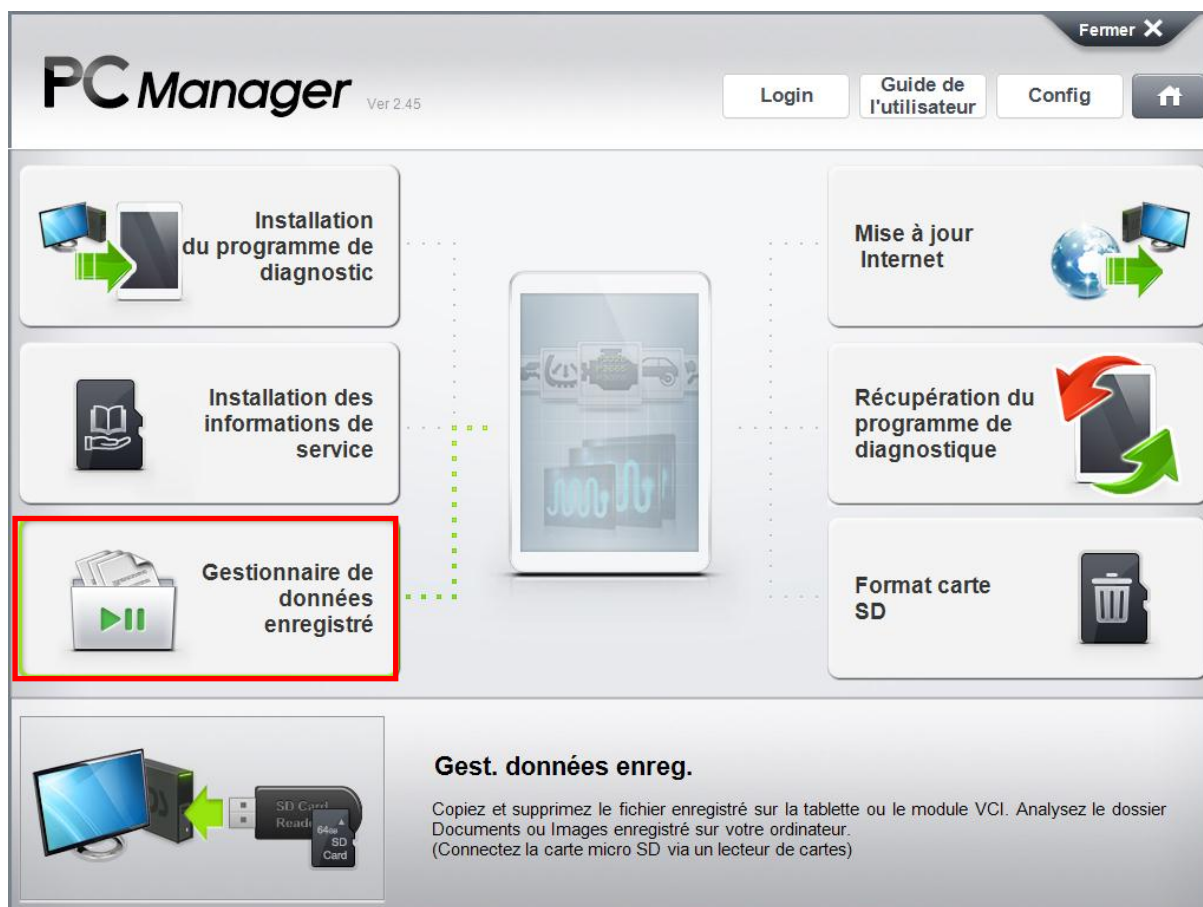 Fermer X
PC Manager Ver 2.45
Login
Guide de
l'utilisateur
Config
Installation
du programme de
diagnostic
Mise à jour
Internet
Installation des
informations de
service
Récupération du
programme de
diagnostique
Gestionnaire de
données
enregistré
Format carte
SD
SD Card
64GB
SD
Card
Gest. données enreg.
Copiez et supprimez le fichier enregistré sur la tablette ou le module VCI. Analysez le dossier
Documents ou Images enregistré sur votre ordinateur.
(Connectez la carte micro SD via un lecteur de cartes)